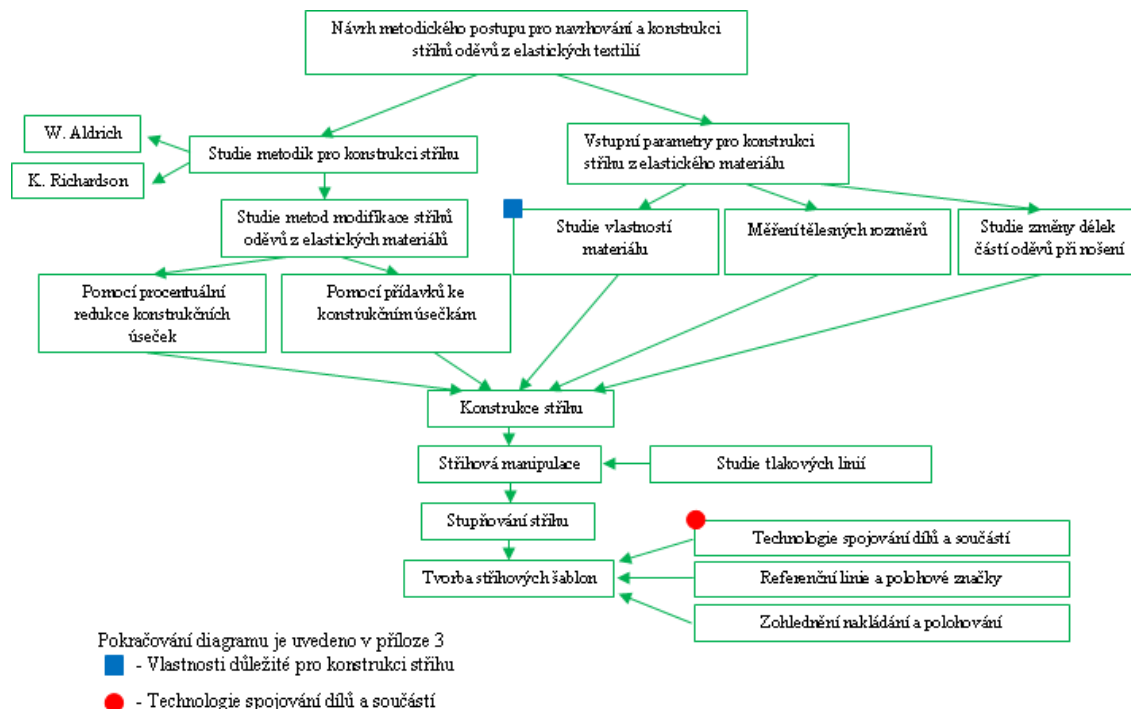 Návrh metodického postupu pro navrhování a konstrukci
střihů oděvů z elastických textilií
W. Aldrich
K. Richardson
Studie metodik pro konstrukci střihu
Vstupní parametry pro konstrukci
střihu z elastického materiálu
Studie metod modifikace střihů
oděvů z elastických materiálů
Studie vlastností
materiálu
Měření tělesných rozměrů
Studie změny délek
částí oděvů při nošení
Pomocí procentuální
redukce konstrukčních
úseček
Pomocí přídavků ke
konstrukčním úsečkám
Konstrukce střihu
Střihová manipulace
Studie tlakových linií
Stupňování střihu
Technologie spojování dílů a součástí
Tvorba střihových šablon
Referenční linie a polohové značky
Zohlednění nakládání a polohování
Pokračování diagramu je uvedeno v příloze 3
- Vlastnosti důležité pro konstrukci střihu
- Technologie spojování dílů a součástí